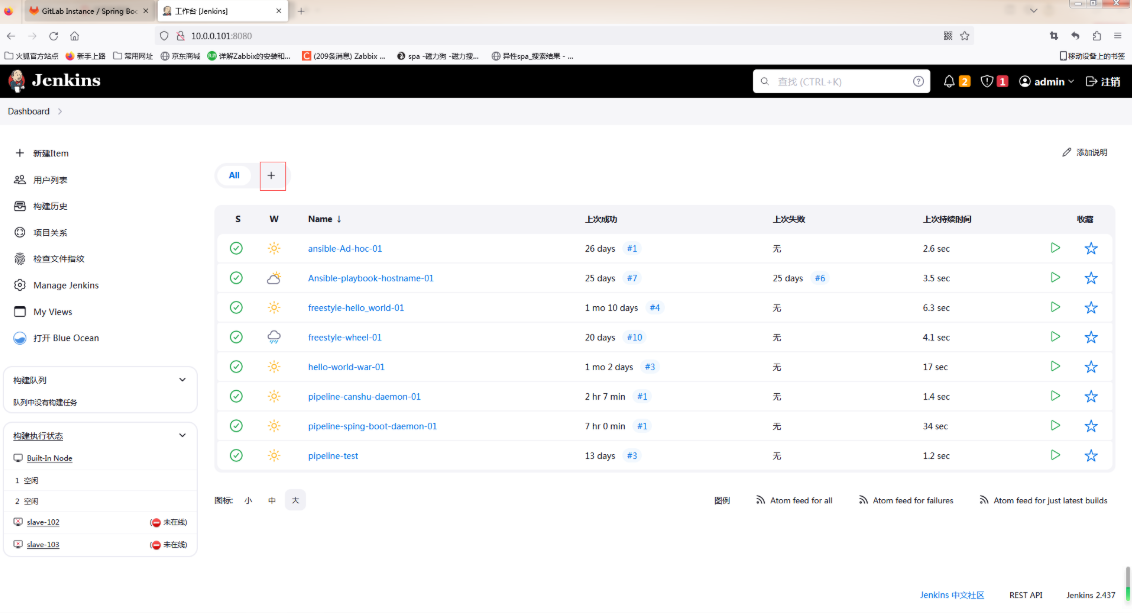 GitLab Instance / Spring Boo
工作台 [Jenkins]
10.0.0.101:8080
火狐官方站点 新手上路 常用网址 京东商城 详解Zabbix的安装和... (209条消息) Zabbix ... spa -磁力狗 -磁力搜... 异性spa_搜索结果 - ... 移动设备上的书签
Jenkins
查找 (CTRL+K)
2
1
admin
注销
Dashboard
新建Item
用户列表
构建历史
项目关系
检查文件指纹
Manage Jenkins
My Views
打开 Blue Ocean
构建队列
队列中没有构建任务
构建执行状态
Built-In Node
1 空闲
2 空闲
slave-102 (未在线)
slave-103 (未在线)
添加说明
All +
S W Name ↓ 上次成功 上次失败 上次持续时间 收藏
ansible-Ad-hoc-01 26 days #1 无 2.6 sec
Ansible-playbook-hostname-01 25 days #7 25 days #6 3.5 sec
freestyle-hello_world-01 1 mo 10 days #4 无 6.3 sec
freestyle-wheel-01 20 days #10 无 4.1 sec
hello-world-war-01 1 mo 2 days #3 无 17 sec
pipeline-canshu-daemon-01 2 hr 7 min #1 无 1.4 sec
pipeline-sping-boot-daemon-01 7 hr 0 min #1 无 34 sec
pipeline-test 13 days #3 无 1.2 sec
图标: 小 中 大
图例 Atom feed for all Atom feed for failures Atom feed for just latest builds
Jenkins 中文社区 REST API Jenkins 2.437